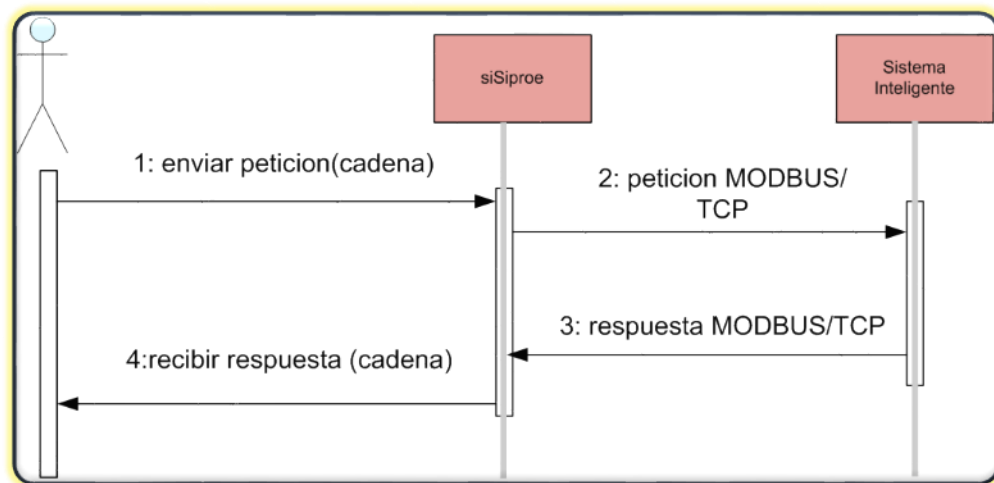 siSiproe
Sistema
Inteligente
1: enviar peticion(cadena)
2: peticion MODBUS/
TCP
3: respuesta MODBUS/TCP
4:recibir respuesta (cadena)